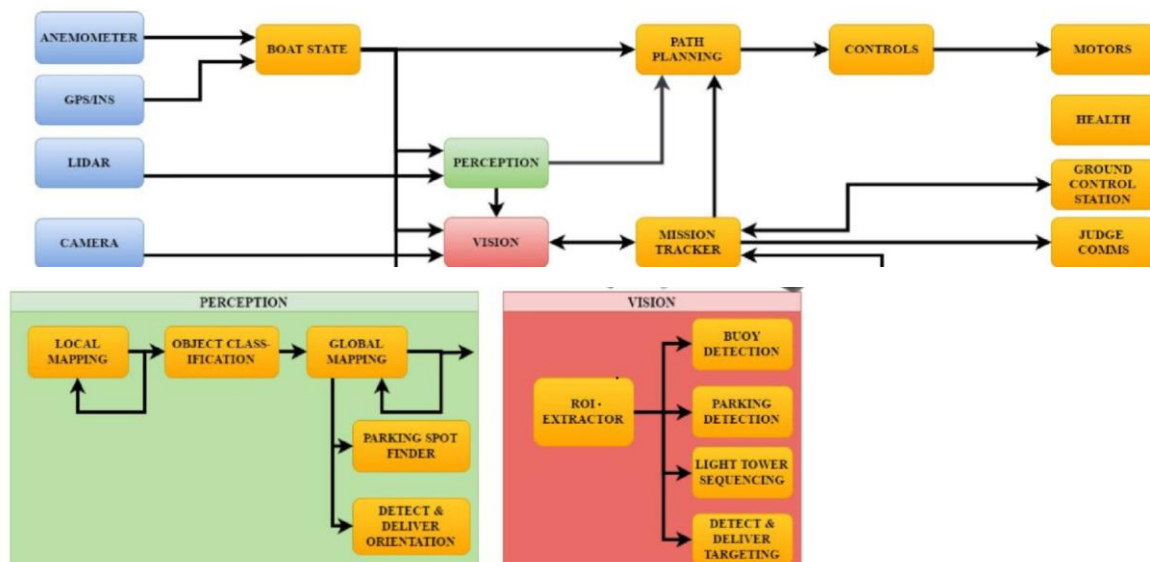 ANEMOMETER
BOAT STATE
PATH
PLANNING
CONTROLS
MOTORS
GPS/INS
HEALTH
LIDAR
PERCEPTION
GROUND
CONTROL
STATION
CAMERA
VISION
MISSION
TRACKER
JUDGE
COMMS
PERCEPTION
LOCAL
MAPPING
OBJECT CLASS-
IFICATION
GLOBAL
MAPPING
PARKING SPOT
FINDER
DETECT &
DELIVER
ORIENTATION
VISION
ROI -
EXTRACTOR
BUOY
DETECTION
PARKING
DETECTION
LIGHT TOWER
SEQUENCING
DETECT &
DELIVER
TARGETING